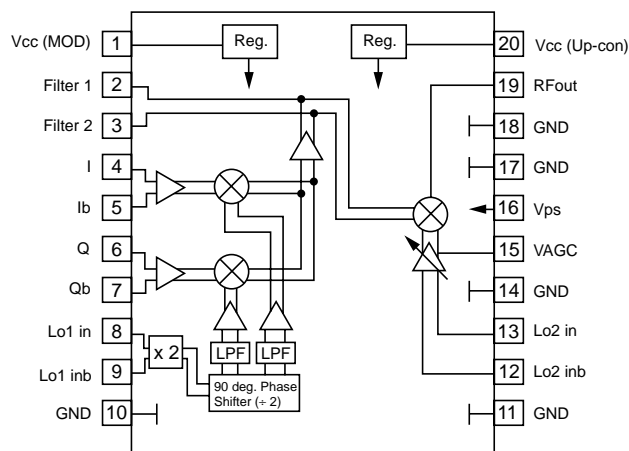 Vcc (MOD) 1 Reg. Reg. 20 Vcc (Up-con)
Filter 1 2 19 RFout
Filter 2 3 18 GND
I 4 17 GND
Ib 5 16 Vps
Q 6 15 VAGC
Qb 7 14 GND
Lo1 in 8 13 Lo2 in
x 2 LPF LPF
Lo1 inb 9 12 Lo2 inb
90 deg. Phase
Shifter (÷ 2)
GND 10 11 GND